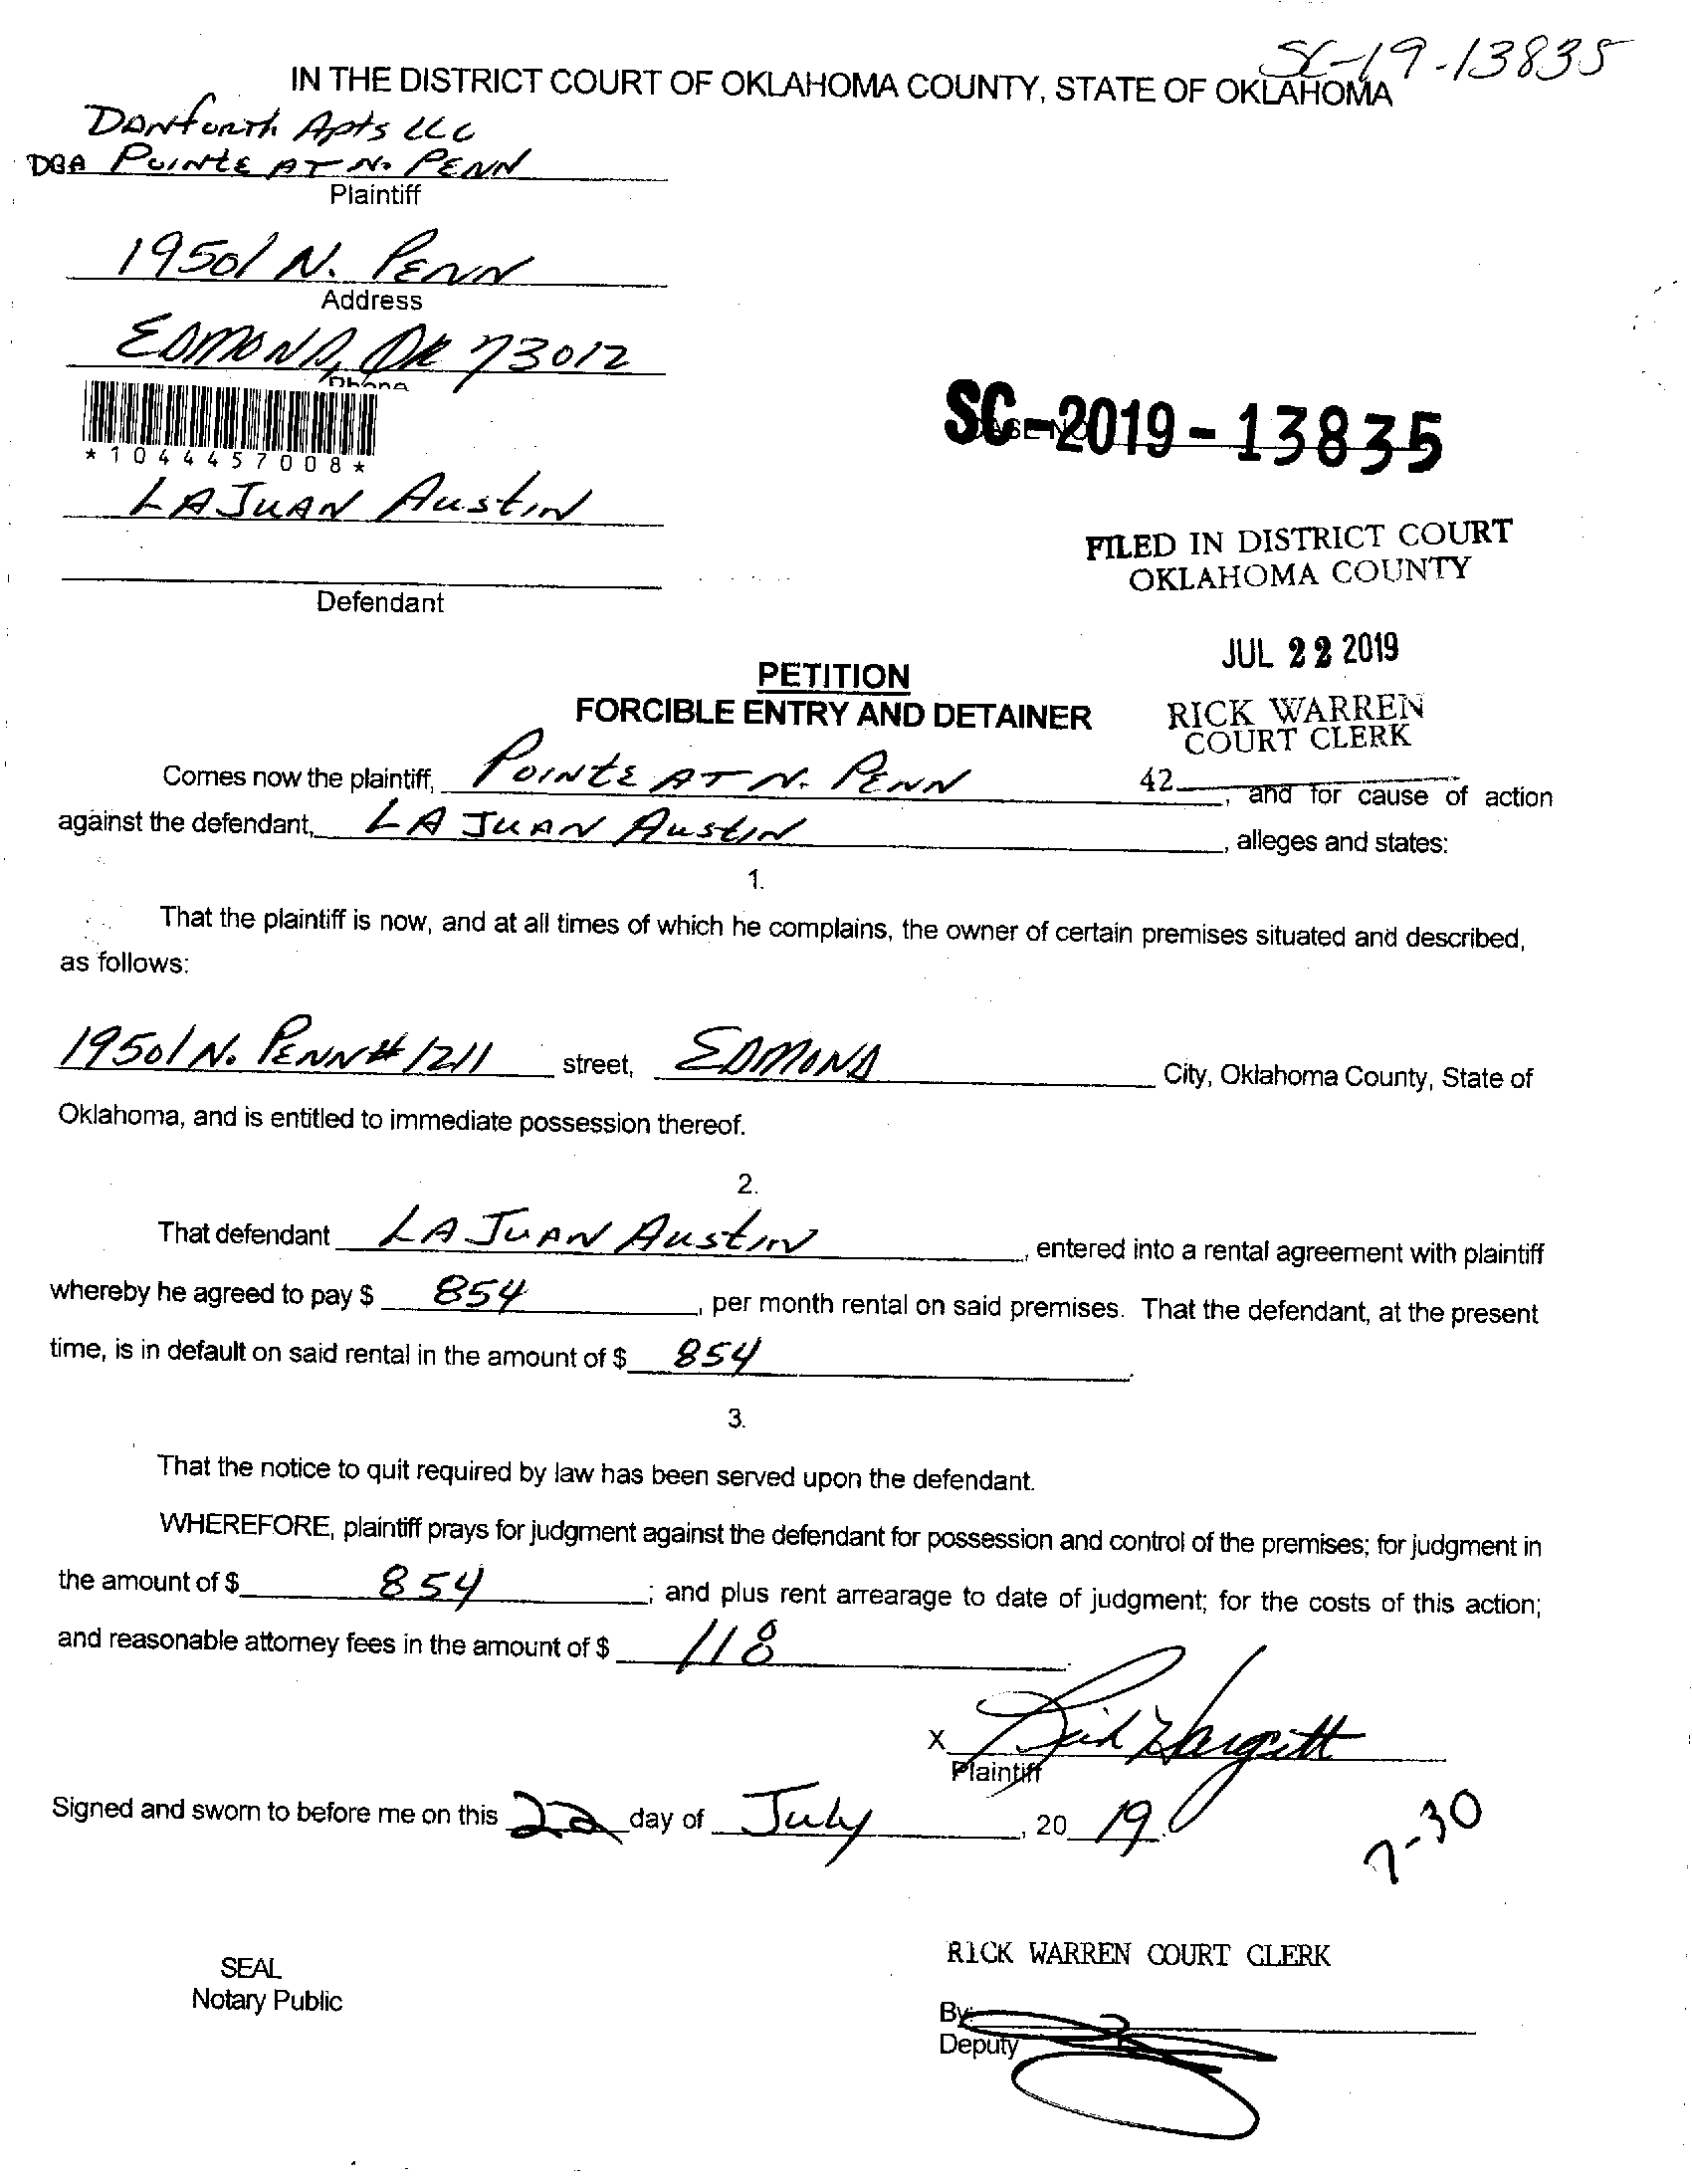 SC-19-13835
IN THE DISTRICT COURT OF OKLAHOMA COUNTY, STATE OF OKLAHOMA
Danforth Apts LLC
DBA Pointe at N. Penn
Plaintiff
19501 N. Penn
Address
Edmond, OK 73012
Phone
*1044457008*
SC-2019-13835
LaJuan Austin
FILED IN DISTRICT COURT
OKLAHOMA COUNTY
Defendant
JUL 22 2019
PETITION
FORCIBLE ENTRY AND DETAINER
RICK WARREN
COURT CLERK
42
Comes now the plaintiff, Pointe at N. Penn, and for cause of action
against the defendant, La Juan Austin, alleges and states:
1.
That the plaintiff is now, and at all times of which he complains, the owner of certain premises situated and described,
as follows:
19501 N. Penn # 1211 street, Edmond City, Oklahoma County, State of
Oklahoma, and is entitled to immediate possession thereof.
2.
That defendant La Juan Austin, entered into a rental agreement with plaintiff
whereby he agreed to pay $ 854, per month rental on said premises. That the defendant, at the present
time, is in default on said rental in the amount of $ 854.
3.
That the notice to quit required by law has been served upon the defendant.
WHEREFORE, plaintiff prays for judgment against the defendant for possession and control of the premises; for judgment in
the amount of $ 854; and plus rent arrearage to date of judgment; for the costs of this action;
and reasonable attorney fees in the amount of $ 118.
X Hargitt
Plaintiff
Signed and sworn to before me on this 22 day of July, 20 19.
7-30
RICK WARREN COURT CLERK
SEAL
Notary Public
By:
Deputy